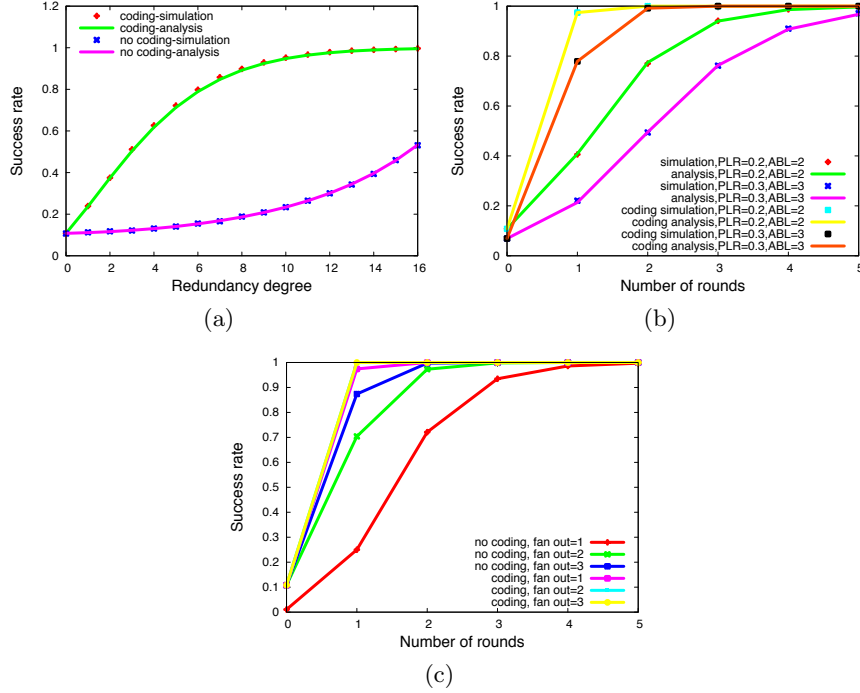 1.2
1
0.8
0.6
0.4
0.2
0
Success rate
coding-simulation
coding-analysis
no coding-simulation
no coding-analysis
0 2 4 6 8 10 12 14 16
Redundancy degree
(a)
1
0.8
0.6
0.4
0.2
0
Success rate
simulation,PLR=0.2,ABL=2
analysis,PLR=0.2,ABL=2
simulation,PLR=0.3,ABL=3
analysis,PLR=0.3,ABL=3
coding simulation,PLR=0.2,ABL=2
coding analysis,PLR=0.2,ABL=2
coding simulation,PLR=0.3,ABL=3
coding analysis,PLR=0.3,ABL=3
0 1 2 3 4 5
Number of rounds
(b)
1
0.9
0.8
0.7
0.6
0.5
0.4
0.3
0.2
0.1
0
Success rate
no coding, fan out=1
no coding, fan out=2
no coding, fan out=3
coding, fan out=1
coding, fan out=2
coding, fan out=3
0 1 2 3 4 5
Number of rounds
(c)